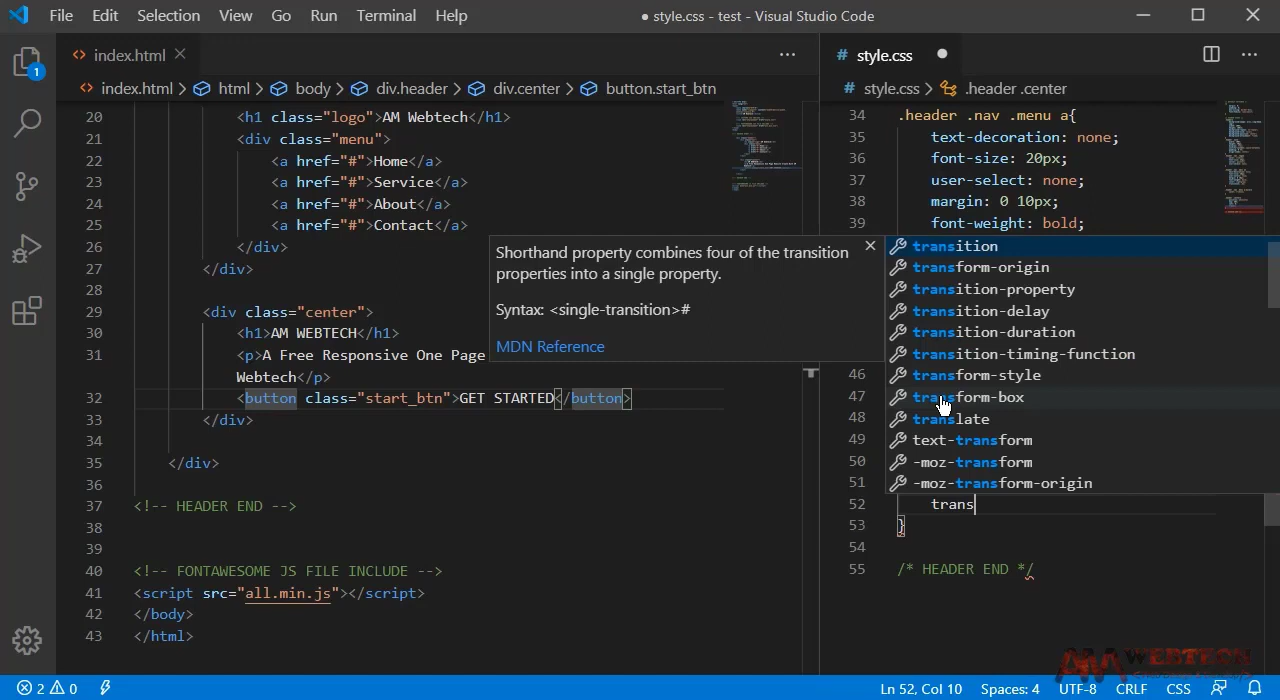 File Edit Selection View Go Run Terminal Help
● style.css - test - Visual Studio Code
1
<> index.html
# style.css
index.html > html > body > div.header > div.center > button.start_btn
# style.css > .header .center
20 <h1 class="logo">AM Webtech</h1>
21 <div class="menu">
22 <a href="#">Home</a>
23 <a href="#">Service</a>
24 <a href="#">About</a>
25 <a href="#">Contact</a>
26 </div>
27 </div>
28
29 <div class="center">
30 <h1>AM WEBTECH</h1>
31 <p>A Free Responsive One Page
Webtech</p>
32 <button class="start_btn">GET STARTED</button>
33 </div>
34
35 </div>
36
37 <!-- HEADER END -->
38
39
40 <!-- FONTAWESOME JS FILE INCLUDE -->
41 <script src="all.min.js"></script>
42 </body>
43 </html>
Shorthand property combines four of the transition
properties into a single property.
Syntax: <single-transition>#
MDN Reference
34 .header .nav .menu a{
35 text-decoration: none;
36 font-size: 20px;
37 user-select: none;
38 margin: 0 10px;
39 font-weight: bold;
transition
transform-origin
transition-property
transition-delay
transition-duration
transition-timing-function
46 transform-style
47 transform-box
48 translate
49 text-transform
50 -moz-transform
51 -moz-transform-origin
52 trans
53 }
54
55 /* HEADER END */
2 0
Ln 52, Col 10 Spaces: 4 UTF-8 CRLF CSS